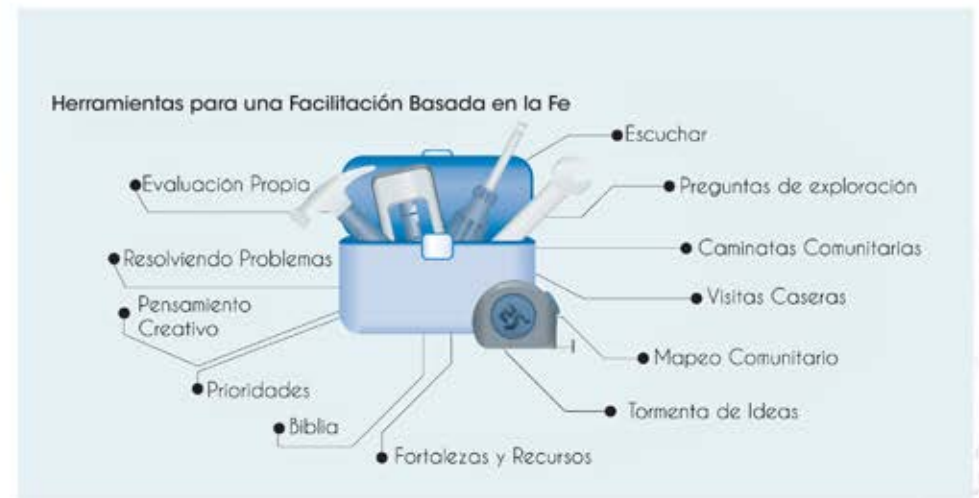 Herramientas para una Facilitación Basada en la Fe
Escuchar
Evaluación Propia
Preguntas de exploración
Caminatas Comunitarias
Resolviendo Problemas
Visitas Caseras
Pensamiento
Creativo
Mapeo Comunitario
Prioridades
Tormenta de Ideas
Biblia
Fortalezas y Recursos